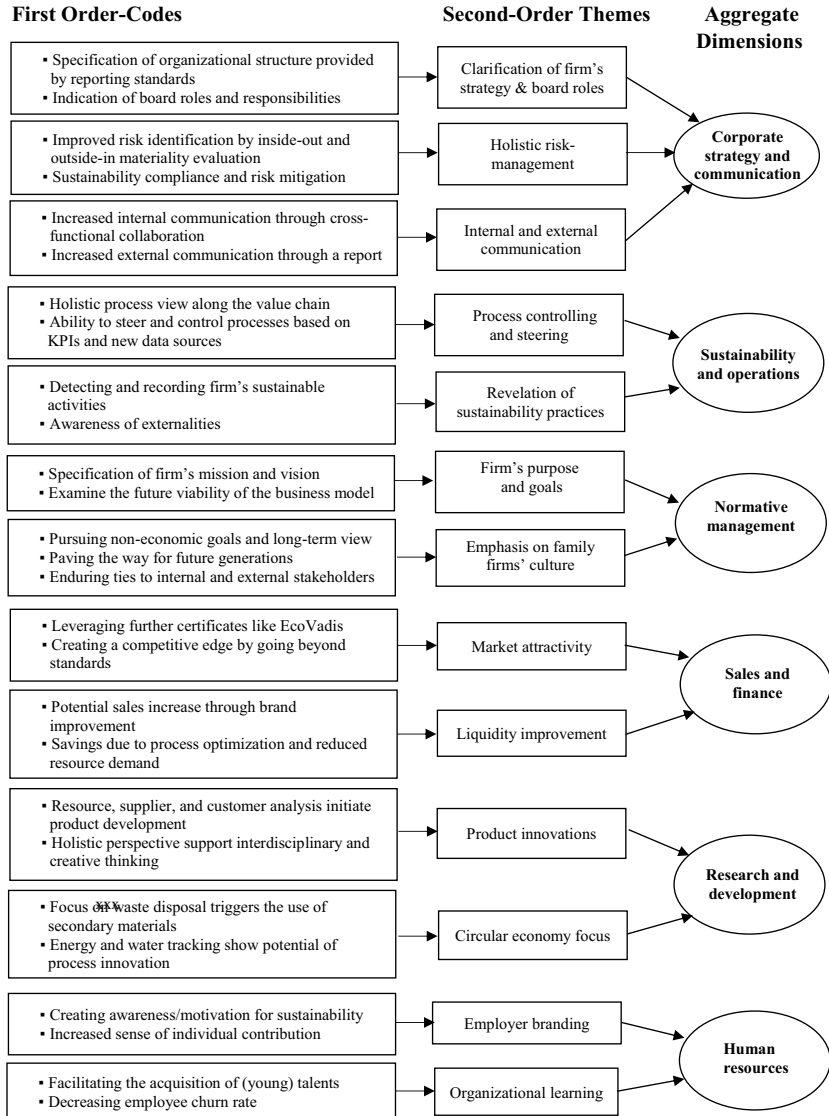 First Order-Codes
Second-Order Themes
Aggregate
Dimensions
▪ Specification of organizational structure provided
by reporting standards
▪ Indication of board roles and responsibilities
Clarification of firm's
strategy & board roles
▪ Improved risk identification by inside-out and
outside-in materiality evaluation
▪ Sustainability compliance and risk mitigation
Holistic risk-
management
▪ Increased internal communication through cross-
functional collaboration
▪ Increased external communication through a report
Internal and external
communication
Corporate
strategy and
communication
▪ Holistic process view along the value chain
▪ Ability to steer and control processes based on
KPIs and new data sources
Process controlling
and steering
▪ Detecting and recording firm's sustainable
activities
▪ Awareness of externalities
Revelation of
sustainability practices
Sustainability
and operations
▪ Specification of firm's mission and vision
▪ Examine the future viability of the business model
Firm's purpose
and goals
▪ Pursuing non-economic goals and long-term view
▪ Paving the way for future generations
▪ Enduring ties to internal and external stakeholders
Emphasis on family
firms' culture
Normative
management
▪ Leveraging further certificates like EcoVadis
▪ Creating a competitive edge by going beyond
standards
Market attractivity
▪ Potential sales increase through brand
improvement
▪ Savings due to process optimization and reduced
resource demand
Liquidity improvement
Sales and
finance
▪ Resource, supplier, and customer analysis initiate
product development
▪ Holistic perspective support interdisciplinary and
creative thinking
Product innovations
▪ Focus on waste disposal triggers the use of
secondary materials
▪ Energy and water tracking show potential of
process innovation
xxx
Circular economy focus
Research and
development
▪ Creating awareness/motivation for sustainability
▪ Increased sense of individual contribution
Employer branding
▪ Facilitating the acquisition of (young) talents
▪ Decreasing employee churn rate
Organizational learning
Human
resources